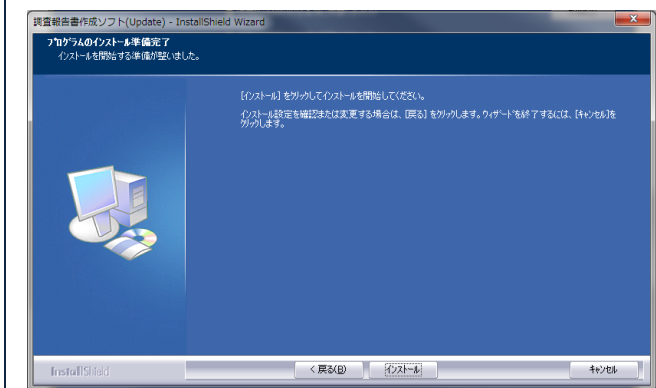 調査報告書作成ソフト(Update) - InstallShield Wizard
プログラムのインストール準備完了
インストールを開始する準備が整いました。
[インストール] をクリックしてインストールを開始してください。
インストール設定を確認または変更する場合は、[戻る] をクリックします。ウィザードを終了するには、[キャンセル]を
クリックします。
InstallShield
< 戻る(B)
インストール
キャンセル